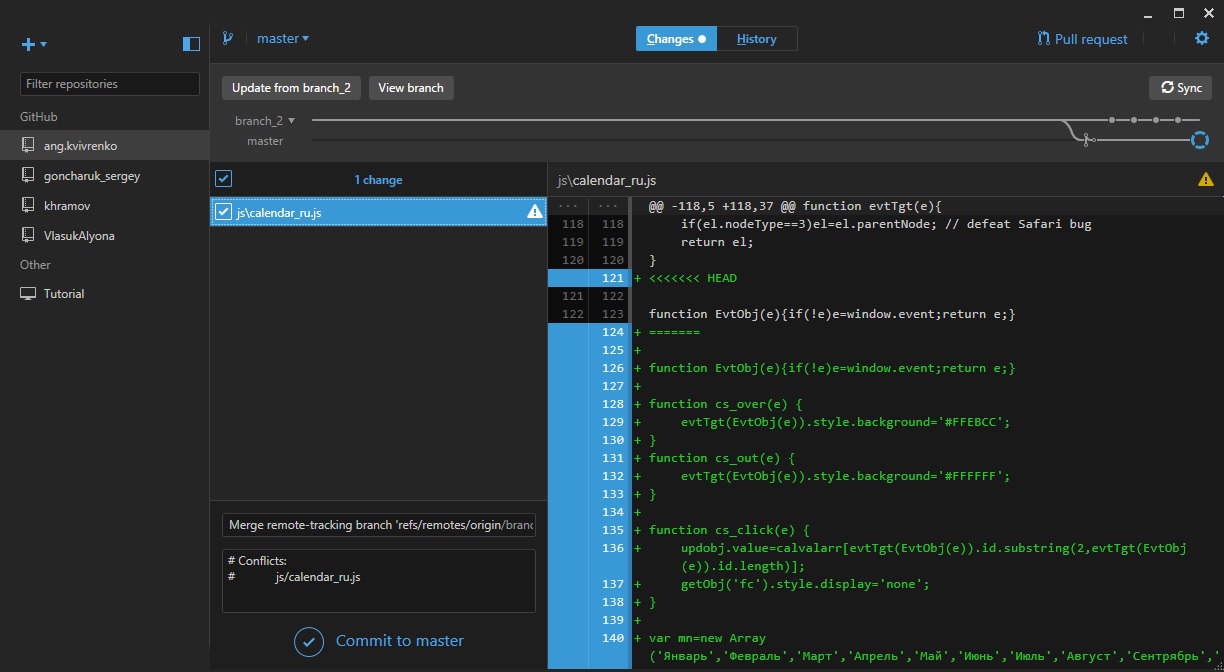 master
Changes
History
Pull request
Filter repositories
Update from branch_2
View branch
Sync
GitHub
branch_2
master
ang.kvivrenko
goncharuk_sergey
khramov
VlasukAlyona
Other
Tutorial
1 change
js\calendar_ru.js
js\calendar_ru.js
... ... @@ -118,5 +118,37 @@ function evtTgt(e){
118 118 if(el.nodeType==3)el=el.parentNode; // defeat Safari bug
119 119 return el;
120 120 }
121 + <<<<<<< HEAD
121 122
122 123 function EvtObj(e){if(!e)e=window.event;return e;}
124 + =======
125 +
126 + function EvtObj(e){if(!e)e=window.event;return e;}
127 +
128 + function cs_over(e) {
129 + evtTgt(EvtObj(e)).style.background='#FFEBCC';
130 + }
131 + function cs_out(e) {
132 + evtTgt(EvtObj(e)).style.background='#FFFFFF';
133 + }
134 +
135 + function cs_click(e) {
136 + updobj.value=calvalarr[evtTgt(EvtObj(e)).id.substring(2,evtTgt(EvtObj
(e)).id.length)];
137 + getObj('fc').style.display='none';
138 + }
139 +
140 + var mn=new Array
('Январь','Февраль','Март','Апрель','Май','Июнь','Июль','Август','Сентрябрь','
Merge remote-tracking branch 'refs/remotes/origin/branc
# Conflicts:
# js/calendar_ru.js
Commit to master